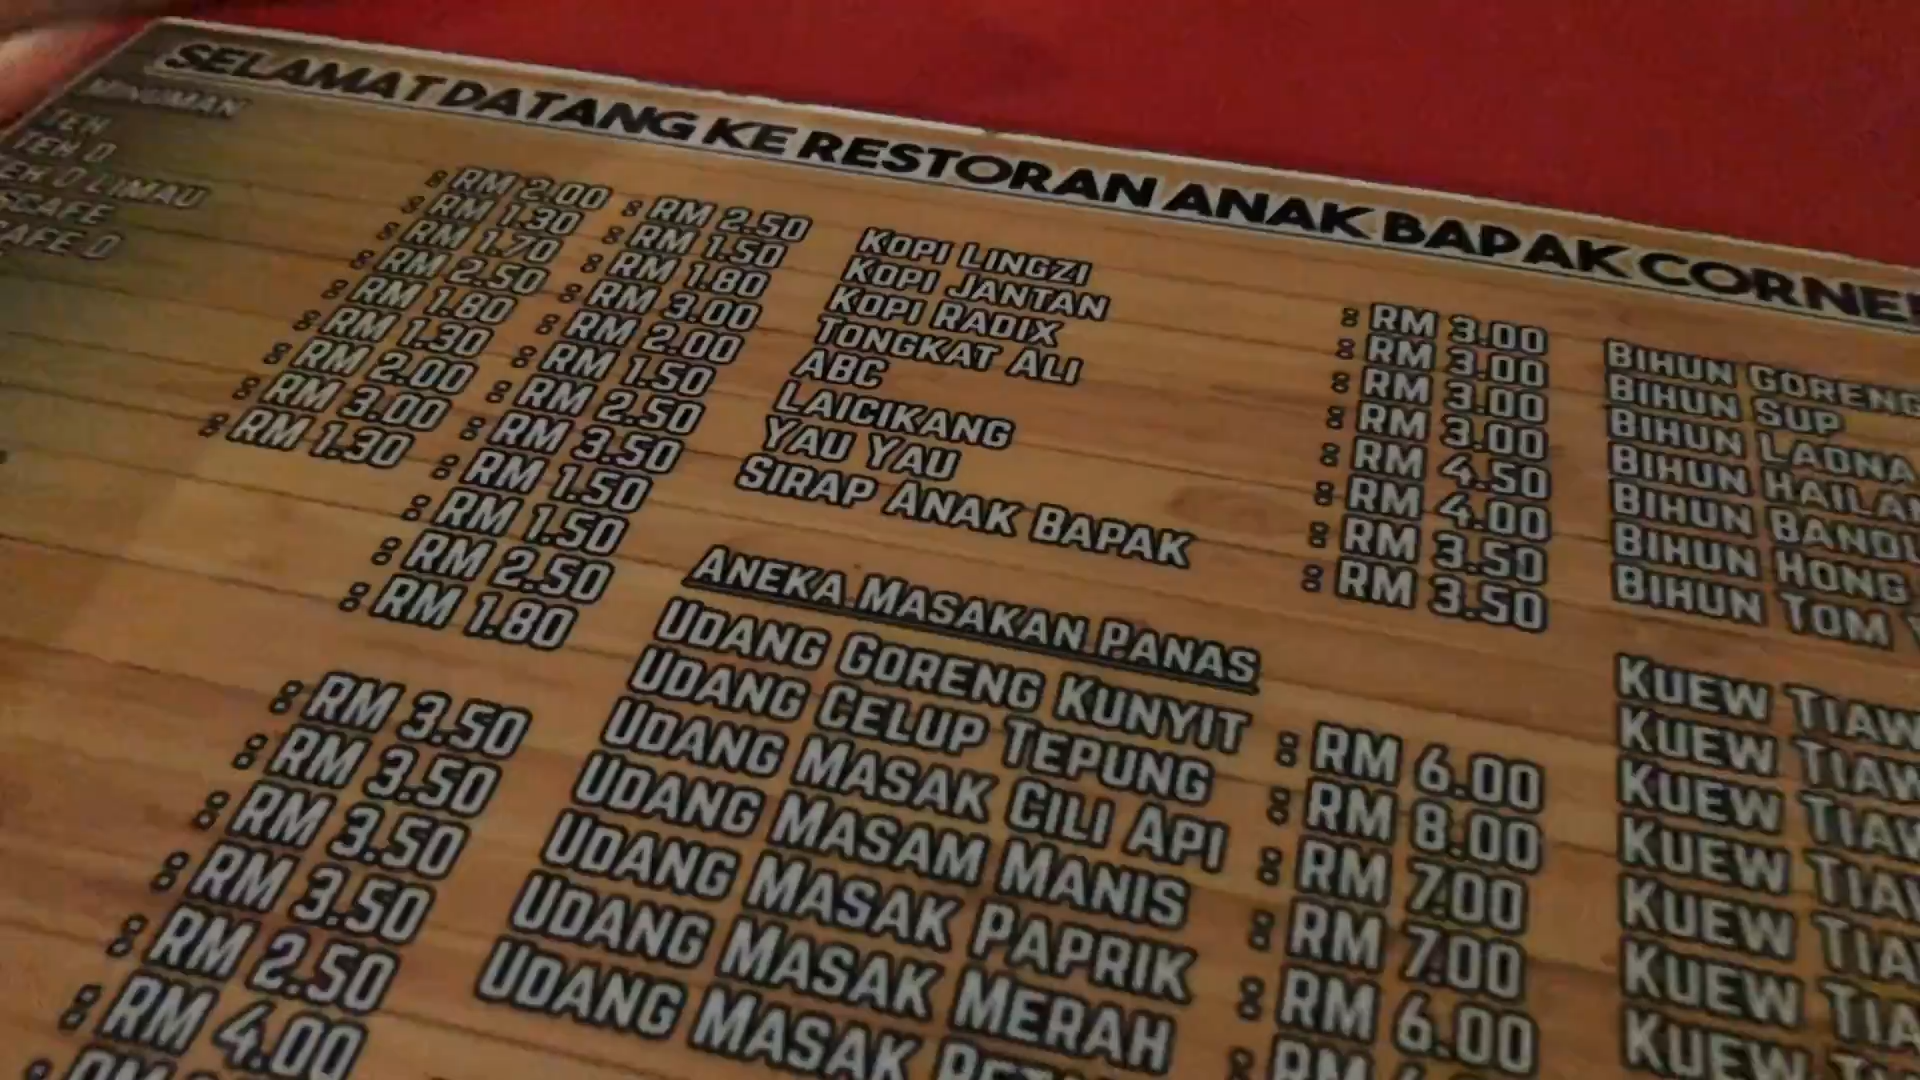 SELAMAT DATANG KE RESTORAN ANAK BAPAK CORNER
MINUMAN
TEH : RM 2.00 : RM 2.50
TEH O : RM 1.30 : RM 1.50
TEH O LIMAU : RM 1.70 : RM 1.80
: RM 2.50 : RM 3.00
: RM 1.80 : RM 2.00
: RM 1.30 : RM 1.50
: RM 2.00 : RM 2.50
: RM 3.00 : RM 3.50
: RM 1.30 : RM 1.50
: RM 1.50
: RM 2.50
: RM 1.80
: RM 3.50
: RM 3.50
: RM 3.50
: RM 3.50
: RM 2.50
: RM 4.00
KOPI LINGZI : RM 3.00
KOPI JANTAN : RM 3.00
KOPI RADIX : RM 3.00
TONGKAT ALI : RM 3.00
ABC : RM 4.50
LAICIKANG : RM 4.00
YAU YAU : RM 3.50
SIRAP ANAK BAPAK : RM 3.50
ANEKA MASAKAN PANAS
UDANG GORENG KUNYIT : RM 6.00
UDANG CELUP TEPUNG : RM 8.00
UDANG MASAK CILI API : RM 7.00
UDANG MASAM MANIS : RM 7.00
UDANG MASAK PAPRIK : RM 6.00
UDANG MASAK MERAH : RM
UDANG MASAK
BIHUN GORENG
BIHUN SUP
BIHUN LADNA
BIHUN
BIHUN
BIHUN HONG
BIHUN TOM
KUEW TIAW
KUEW TIAW
KUEW TIAW
KUEW TIAW
KUEW TIAW
KUEW
KUEW